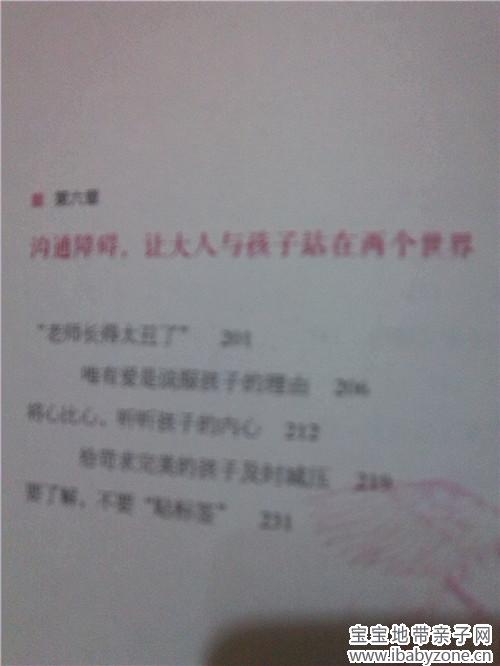 第六章
沟通障碍，让大人与孩子站在两个世界
“老师长得太丑了” 201
唯有爱是说服孩子的理由 206
将心比心，听听孩子的内心 212
给苛求完美的孩子及时减压 219
要了解，不要“贴标签” 231
宝宝地带亲子网
www.ibabyzone.cn